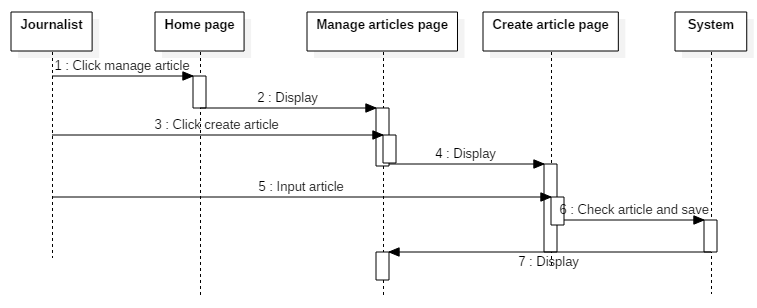 Journalist
Home page
Manage articles page
Create article page
System
1 : Click manage article
2 : Display
3 : Click create article
4 : Display
5 : Input article
6 : Check article and save
7 : Display